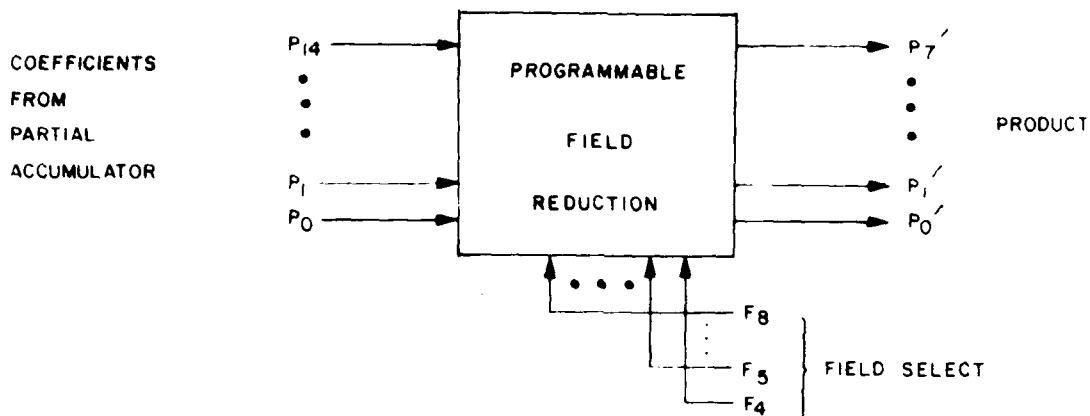 COEFFICIENTS
FROM
PARTIAL
ACCUMULATOR
P14
P1
P0
PROGRAMMABLE
FIELD
REDUCTION
P7′
P1′
P0′
PRODUCT
F8
F5
F4
FIELD SELECT